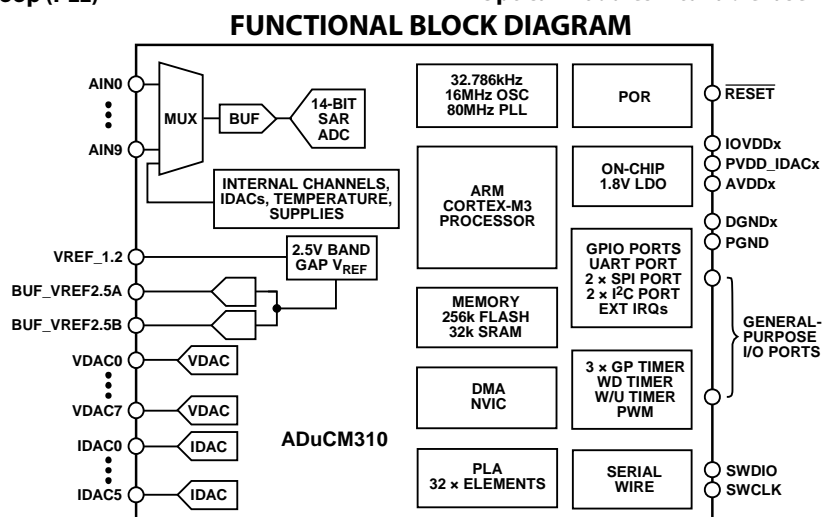 FUNCTIONAL BLOCK DIAGRAM
AIN0
AIN9
MUX
BUF
14-BIT
SAR
ADC
INTERNAL CHANNELS,
IDACs, TEMPERATURE,
SUPPLIES
VREF_1.2
2.5V BAND
GAP VREF
BUF_VREF2.5A
BUF_VREF2.5B
VDAC0
VDAC
VDAC7
VDAC
IDAC0
IDAC
IDAC5
IDAC
ADuCM310
32.786kHz
16MHz OSC
80MHz PLL
ARM
CORTEX-M3
PROCESSOR
MEMORY
256k FLASH
32k SRAM
DMA
NVIC
PLA
32 × ELEMENTS
POR
ON-CHIP
1.8V LDO
GPIO PORTS
UART PORT
2 × SPI PORT
2 × I2C PORT
EXT IRQs
3 × GP TIMER
WD TIMER
W/U TIMER
PWM
SERIAL
WIRE
RESET
IOVDDx
PVDD_IDACx
AVDDx
DGNDx
PGND
GENERAL-
PURPOSE
I/O PORTS
SWDIO
SWCLK